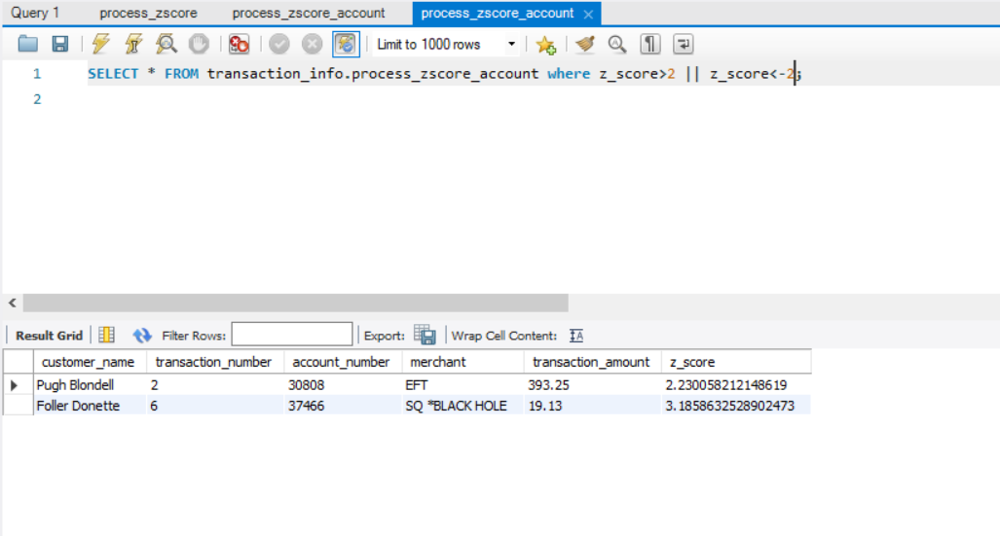 Query 1 process_zscore process_zscore_account process_zscore_account
Limit to 1000 rows
1 SELECT * FROM transaction_info.process_zscore_account where z_score>2 || z_score<-2;
2
Result Grid Filter Rows: Export: Wrap Cell Content:
customer_name transaction_number account_number merchant transaction_amount z_score
Pugh Blondell 2 30808 EFT 393.25 2.230058212148619
Foller Donette 6 37466 SQ *BLACK HOLE 19.13 3.1858632528902473